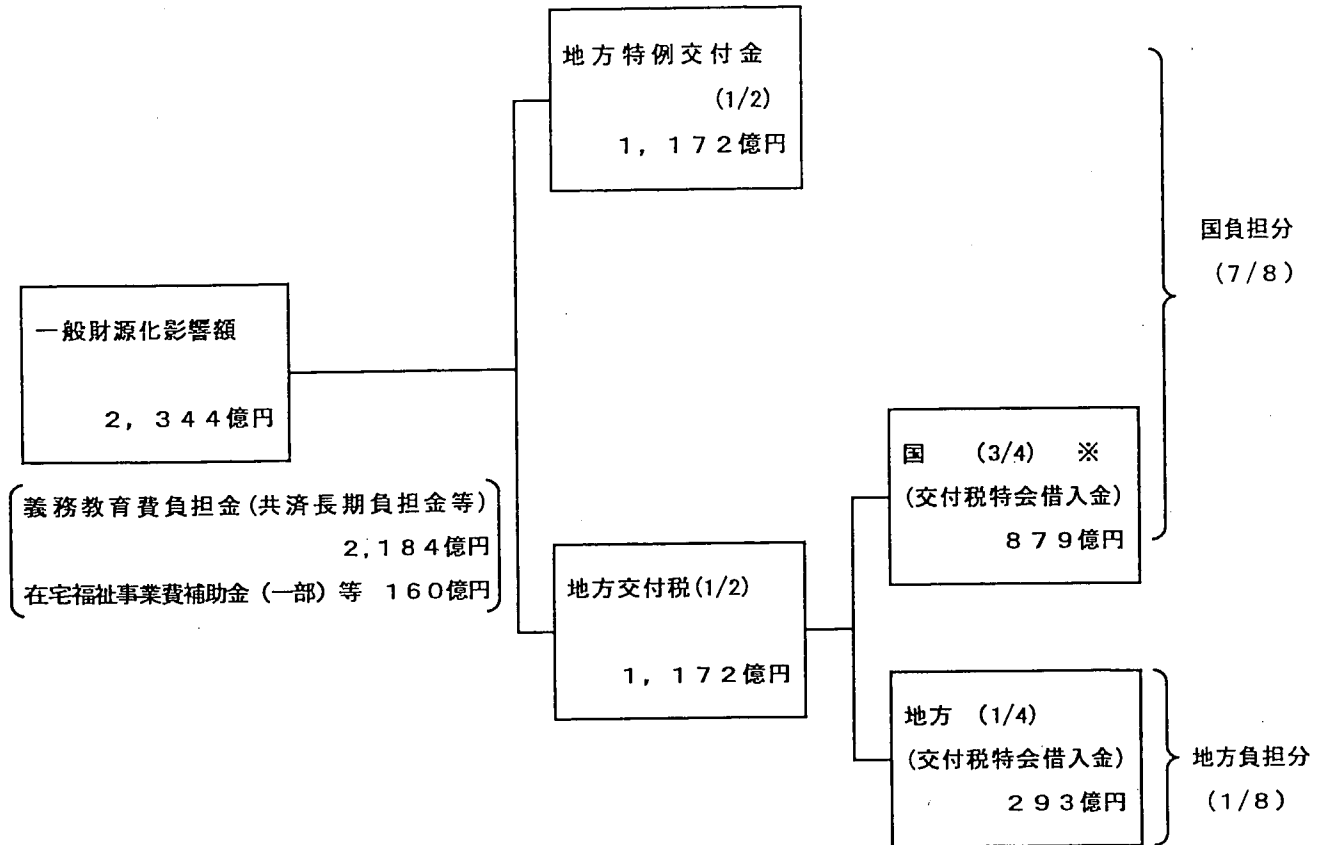 地方特例交付金
(1/2)
1,172億円
国負担分
(7/8)
一般財源化影響額
2,344億円
義務教育費負担金(共済長期負担金等)
2,184億円
在宅福祉事業費補助金(一部)等 160億円
地方交付税(1/2)
1,172億円
国 (3/4) ※
(交付税特会借入金)
879億円
地方 (1/4)
(交付税特会借入金)
293億円
地方負担分
(1/8)